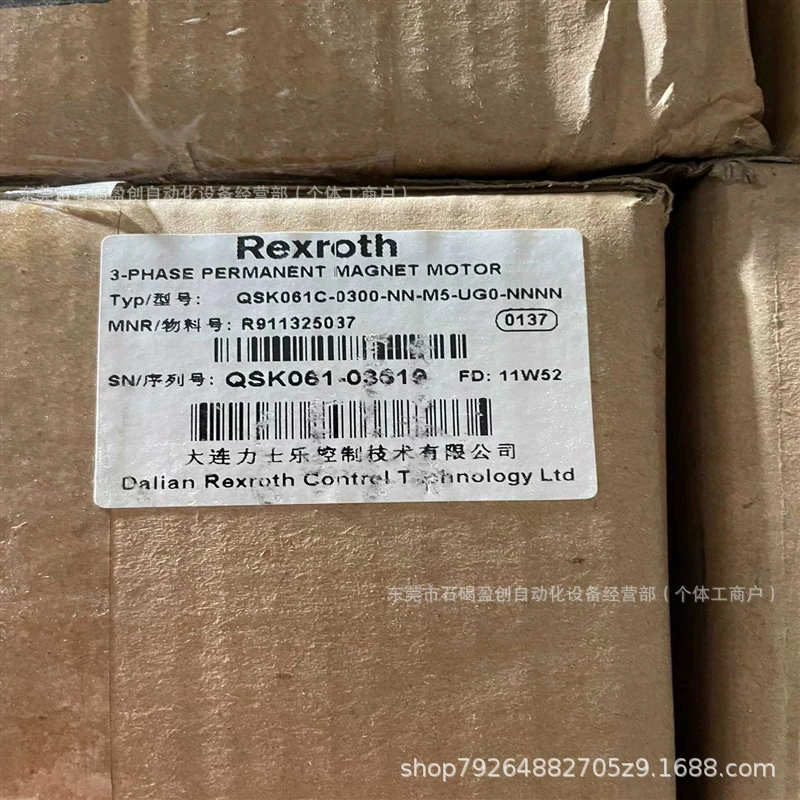 东莞市石碣盈创自动化设备经营部（个体工商户）
Rexroth
3-PHASE PERMANENT MAGNET MOTOR
Typ/型号: QSK061C-0300-NN-M5-UG0-NNNN
MNR/物料号: R911325037 0137
SN/序列号: QSK061-03619 FD: 11W52
大连力士乐控制技术有限公司
Dalian Rexroth Control Technology Ltd
东莞市石碣盈创自动化设备经营部（个体工商户）
shop79264882705z9.1688.com